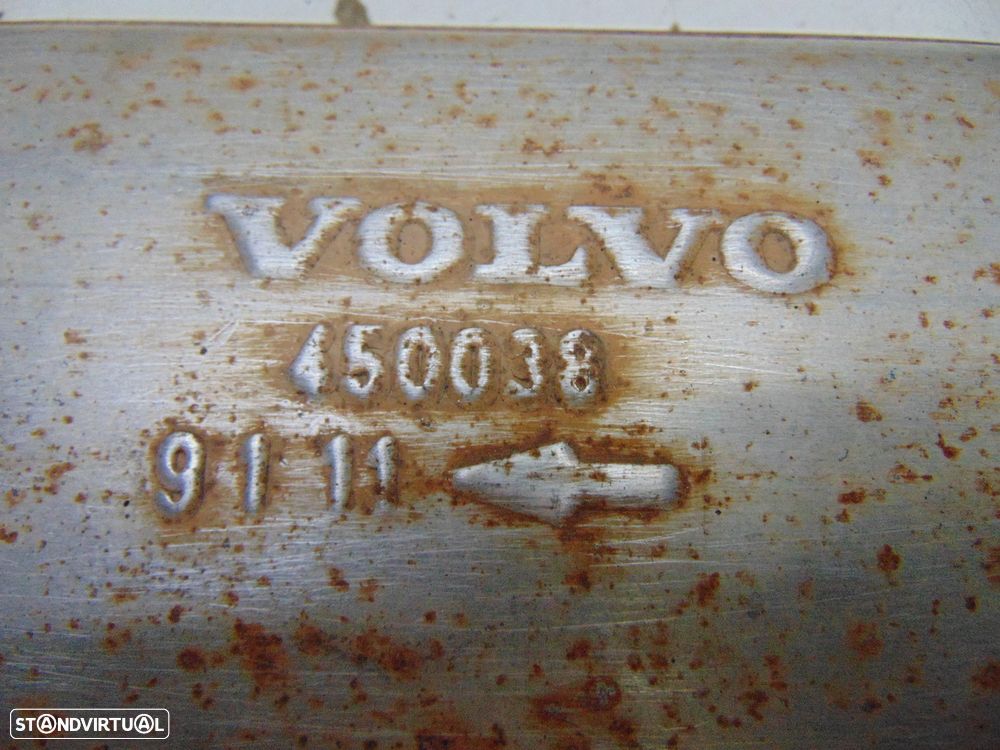 VOLVO
450038
91 11
STANDVIRTUAL